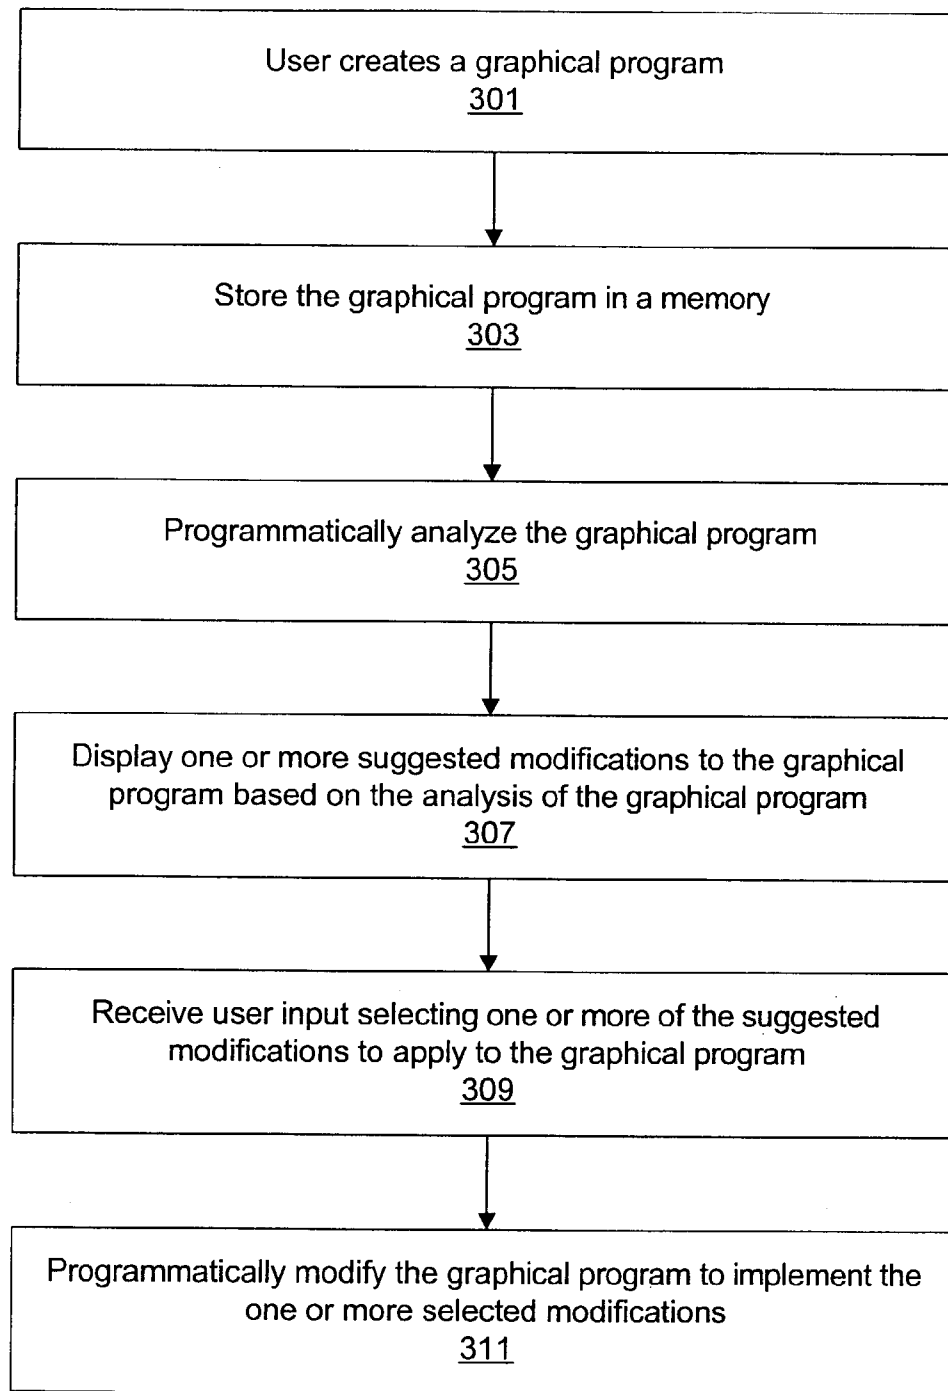 User creates a graphical program
301
Store the graphical program in a memory
303
Programmatically analyze the graphical program
305
Display one or more suggested modifications to the graphical
program based on the analysis of the graphical program
307
Receive user input selecting one or more of the suggested
modifications to apply to the graphical program
309
Programmatically modify the graphical program to implement the
one or more selected modifications
311